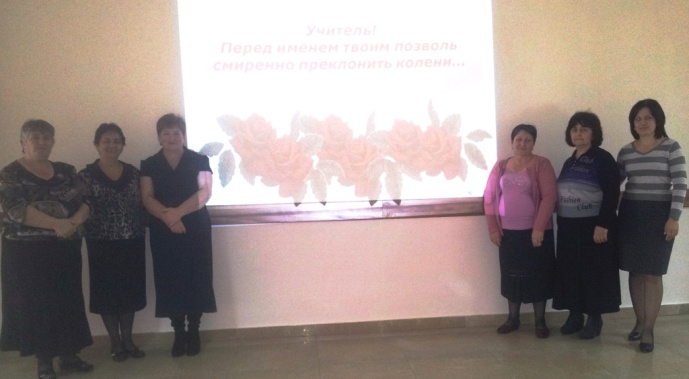 Учитель!
Перед именем твоим позволь
смиренно преклонить колени...